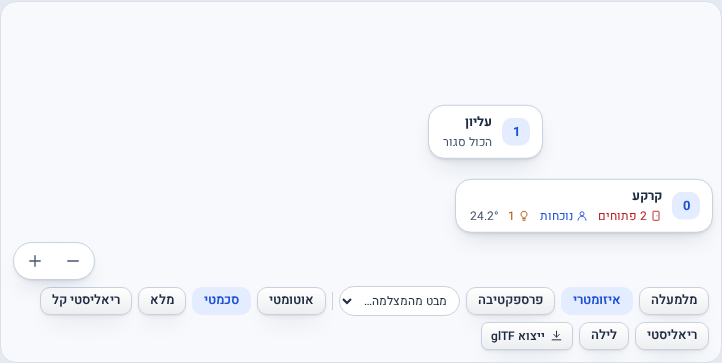 עליון
1
הכול סגור
קרקע
0
2 פתוחים נוכחות 1 24.2°
מלמעלה איזומטרי פרספקטיבה מבט מהמצלמה... אוטומטי סכמטי מלא ריאליסטי קל
ריאליסטי לילה ייצוא glTF